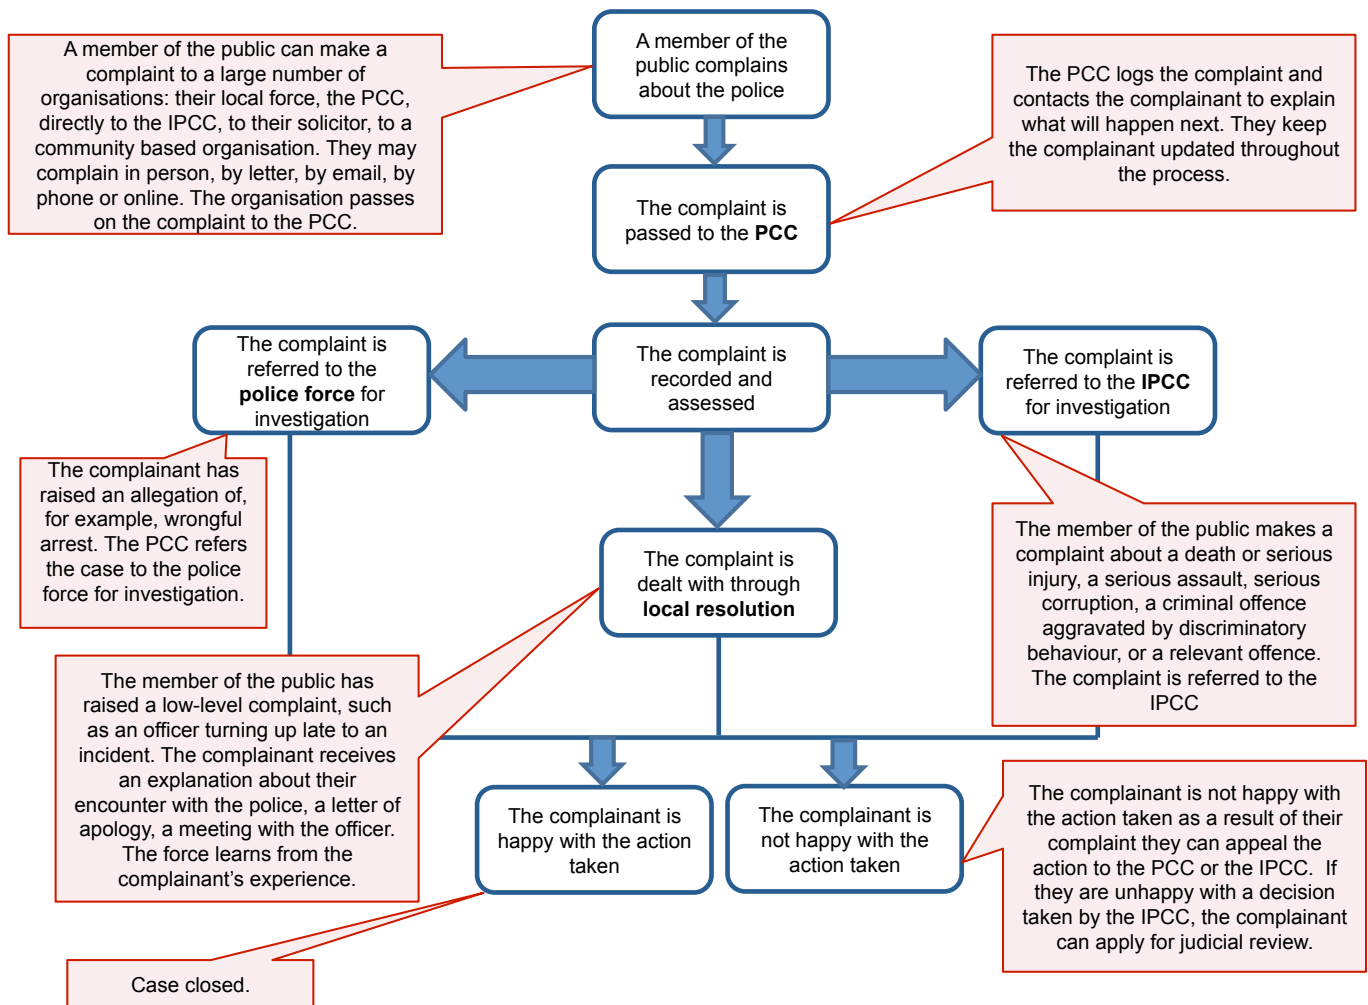 A member of the public can make a
complaint to a large number of
organisations: their local force, the PCC,
directly to the IPCC, to their solicitor, to a
community based organisation. They may
complain in person, by letter, by email, by
phone or online. The organisation passes
on the complaint to the PCC.
A member of the
public complains
about the police
The PCC logs the complaint and
contacts the complainant to explain
what will happen next. They keep
the complainant updated throughout
the process.
The complaint is
passed to the PCC
The complaint is
referred to the
police force for
investigation
The complaint is
recorded and
assessed
The complaint is
referred to the IPCC
for investigation
The complainant has
raised an allegation of,
for example, wrongful
arrest. The PCC refers
the case to the police
force for investigation.
The complaint is
dealt with through
local resolution
The member of the public makes a
complaint about a death or serious
injury, a serious assault, serious
corruption, a criminal offence
aggravated by discriminatory
behaviour, or a relevant offence.
The complaint is referred to the
IPCC
The member of the public has
raised a low-level complaint, such
as an officer turning up late to an
incident. The complainant receives
an explanation about their
encounter with the police, a letter of
apology, a meeting with the officer.
The force learns from the
complainant’s experience.
The complainant is
happy with the action
taken
The complainant is
not happy with the
action taken
The complainant is not happy with
the action taken as a result of their
complaint they can appeal the
action to the PCC or the IPCC.  If
they are unhappy with a decision
taken by the IPCC, the complainant
can apply for judicial review.
Case closed.